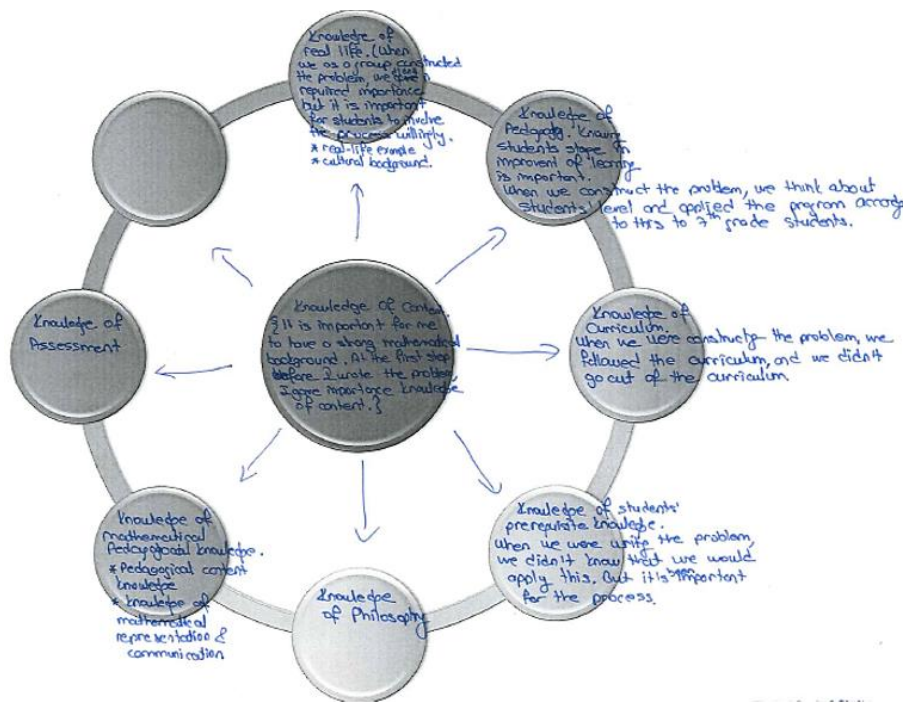 Knowledge of
real life. (When
we as a group constructed
the problem, we
required importance
but it is important
for students to involve
the process willingly.
* real-life example
* cultural background.
Knowledge of
Pedagogy. Knowing
students stage in
improvent of learning
is important.
When we construct the problem, we think about
students' level and applied the program accordi
to this to 7th grade students.
Knowledge of
Curriculum.
When we were constructing the problem, we
followed the curriculum, and we didn't
go out of the curriculum.
Knowledge of students'
prerequisite knowledge.
When we were write the problem,
we didn't know that we would
apply this. But it is important
for the process.
Knowledge
of Philosophy
Knowledge of
mathematical
Pedagogical knowledge.
* Pedagogical content
knowledge
* Knowledge of
mathematical
representation &
communication
Knowledge of
Assessment
Knowledge of Content.
{It is important for me
to have a strong mathematical
background. At the first step
before I wrote the problem,
I gave importance knowledge
of content.}